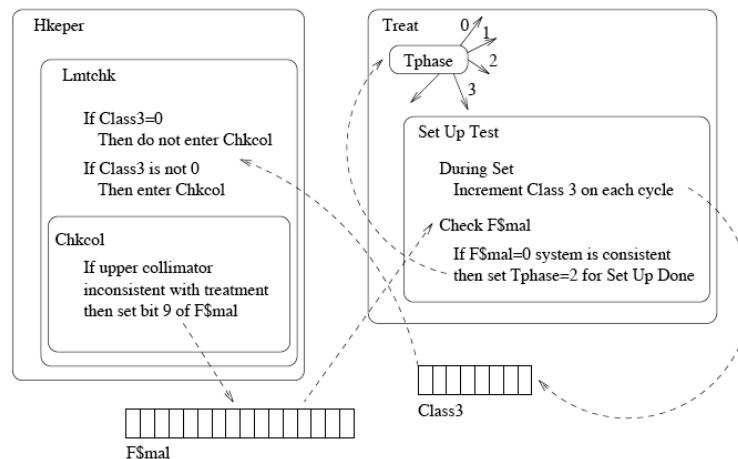 Hkeper
Lmtchk
If Class3=0
Then do not enter Chkcol
If Class3 is not 0
Then enter Chkcol
Chkcol
If upper collimator
inconsistent with treatment
then set bit 9 of F$mal
F$mal
Treat
Tphase
0
1
2
3
Set Up Test
During Set
Increment Class 3 on each cycle
Check F$mal
If F$mal=0 system is consistent
then set Tphase=2 for Set Up Done
Class3